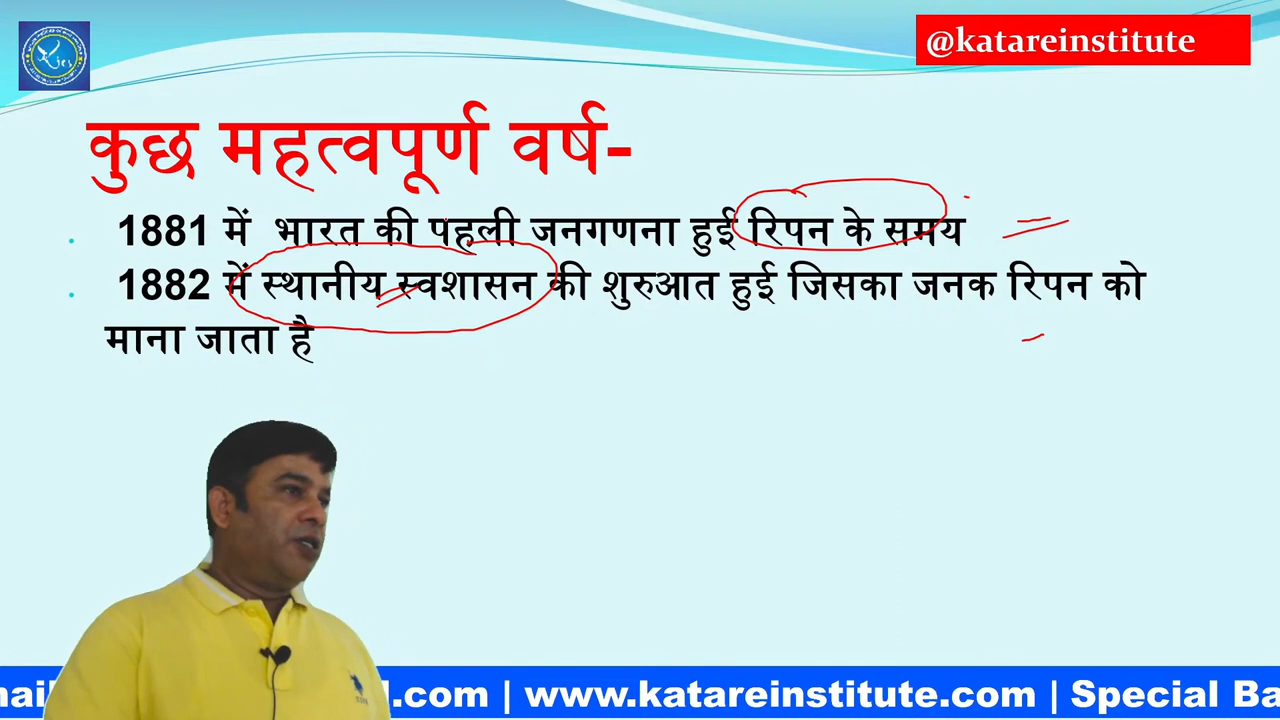 @katareinstitute
कुछ महत्वपूर्ण वर्ष-
1881 में भारत की पहली जनगणना हुई रिपन के समय
1882 में स्थानीय स्वशासन की शुरुआत हुई जिसका जनक रिपन को
माना जाता है
.com | www.katareinstitute.com | Special